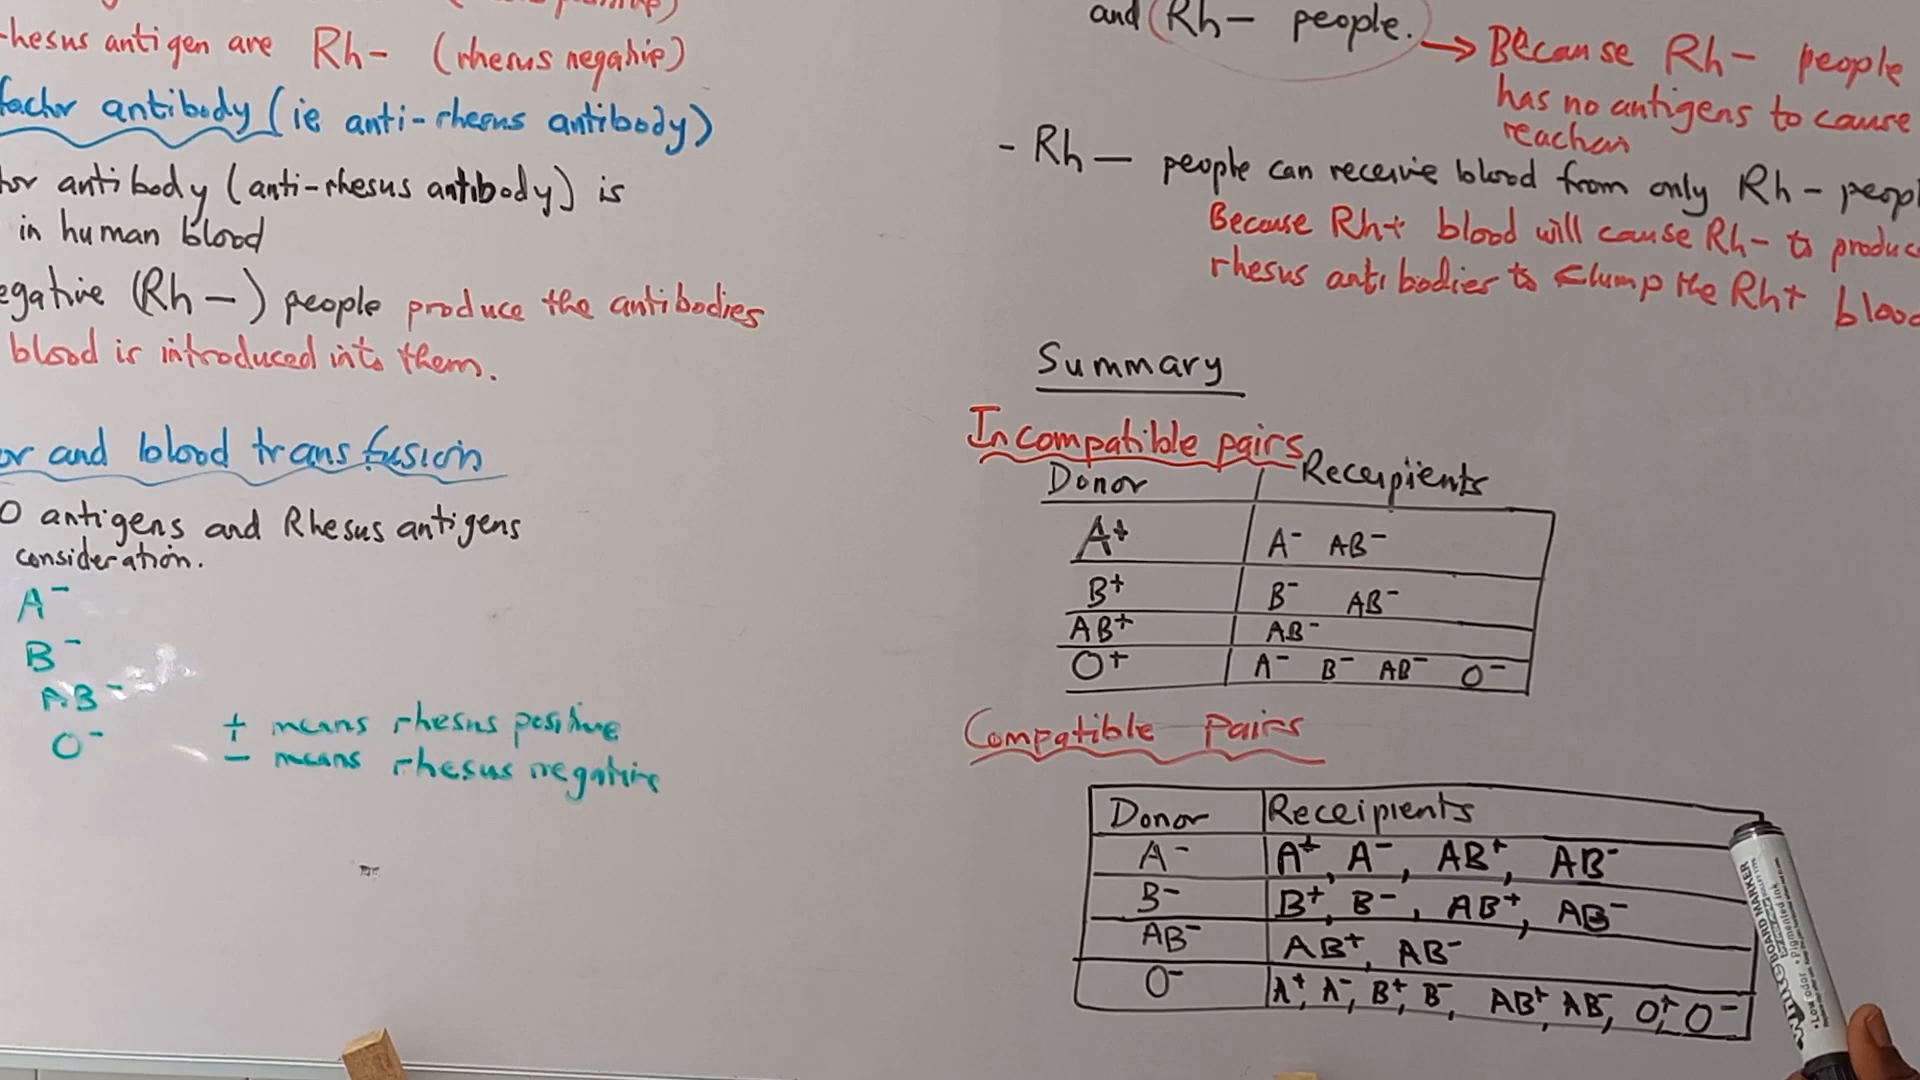 hesus antigen are Rh- (rhesus negative)
factor antibody (ie anti-rhesus antibody)
tor antibody (anti-rhesus antibody) is
in human blood
egative (Rh -) people produce the antibodies
blood is introduced into them.
or and blood transfusion
O antigens and Rhesus antigens
consideration.
A-
B-
AB-
O-
+ means rhesus positive
- means rhesus negative
and Rh- people. → Because Rh- people
has no antigens to cause
reaction
- Rh - people can receive blood from only Rh- peopl
Because Rh+ blood will cause Rh- to produc
rhesus antibodies to clump the Rh+ blood
Summary
Incompatible pairs
Donor Receipients
A+ A- AB-
B+ B- AB-
AB+ AB-
O+ A- B- AB- O-
Compatible pairs
Donor Receipients
A- A+, A-, AB+, AB-
B- B+, B-, AB+, AB-
AB- AB+, AB-
O- A+, A-, B+, B-, AB+, AB-, O+, O-
BOARD MARKER